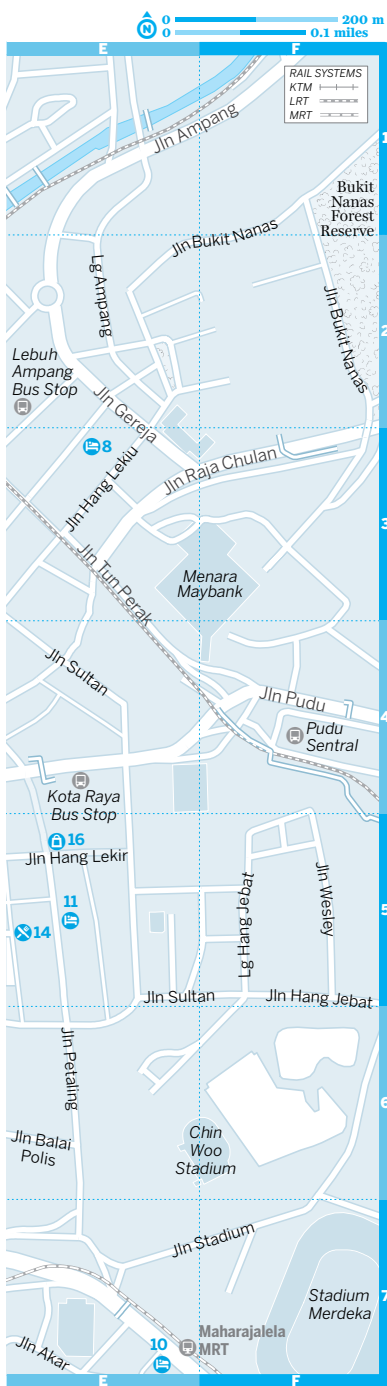 N
0 200 m
0 0.1 miles
E F
RAIL SYSTEMS
KTM
LRT
MRT
1
Jln Ampang
Bukit
Nanas
Forest
Reserve
Jln Bukit Nanas
Lg Ampang
Jln Bukit Nanas
2
Lebuh
Ampang
Bus Stop
Jln Gereja
8
Jln Raja Chulan
Jln Hang Lekiu
3
Jln Tun Perak
Menara
Maybank
Jln Sultan
Jln Pudu
4
Pudu
Sentral
Kota Raya
Bus Stop
16
Jln Hang Lekir
Jln Wesley
Lg Hang Jebat
11
5
14
Jln Sultan
Jln Hang Jebat
Jln Petaling
6
Chin
Woo
Stadium
Jln Balai
Polis
Jln Stadium
7
Stadium
Merdeka
Maharajalela
MRT
10
Jln Akar
E F